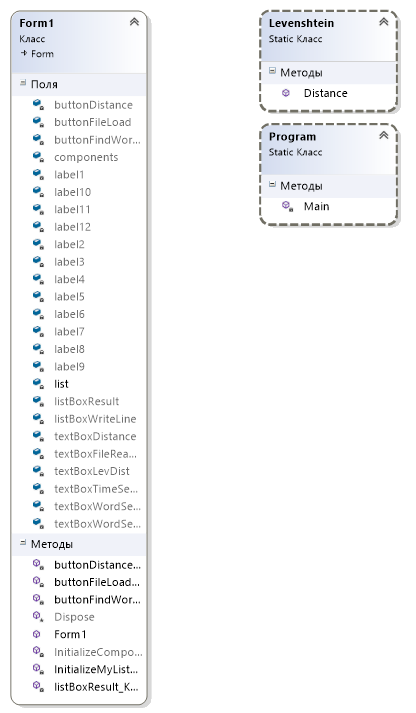 Form1
Класс
Form
Поля
buttonDistance
buttonFileLoad
buttonFindWor...
components
label1
label10
label11
label12
label2
label3
label4
label5
label6
label7
label8
label9
list
listBoxResult
listBoxWriteLine
textBoxDistance
textBoxFileRea...
textBoxLevDist
textBoxTimeSe...
textBoxWordSe...
textBoxWordSe...
Методы
buttonDistance...
buttonFileLoad...
buttonFindWor...
Dispose
Form1
InitializeCompo...
InitializeMyList...
listBoxResult_K...
Levenshtein
Static Класс
Методы
Distance
Program
Static Класс
Методы
Main